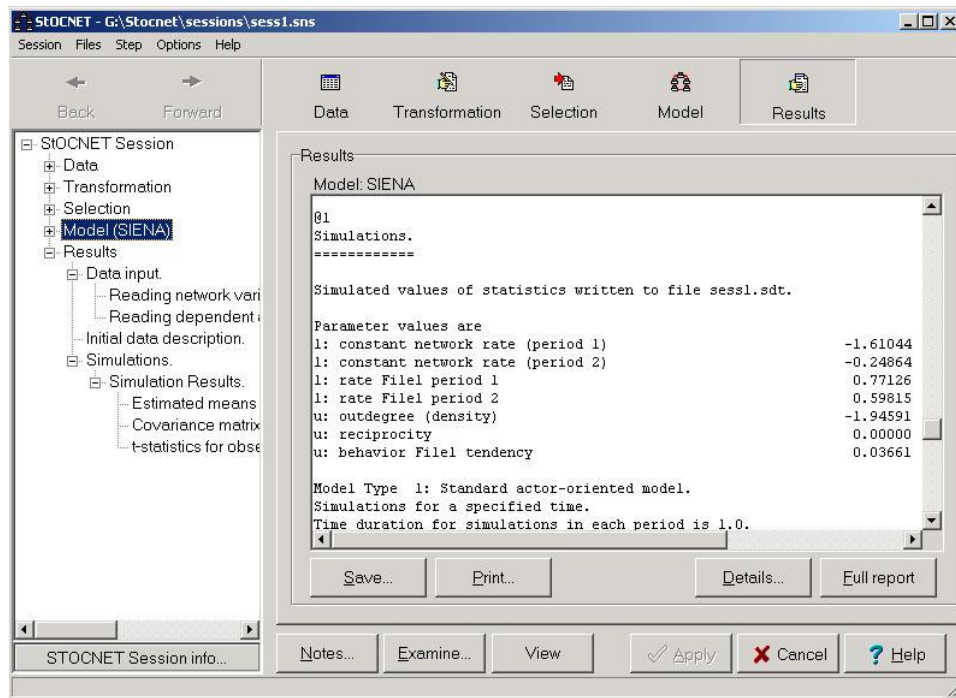 StOCNET - G:\Stocnet\sessions\sess1.sns
Session Files Step Options Help
Back Forward Data Transformation Selection Model Results
StOCNET Session
Data
Transformation
Selection
Model (SIENA)
Results
Data input.
Reading network vari
Reading dependent
Initial data description.
Simulations.
Simulation Results.
Estimated means
Covariance matrix
t-statistics for obse
STOCNET Session info...
Results
Model: SIENA
@1
Simulations.
============
Simulated values of statistics written to file sess1.sdt.
Parameter values are
l: constant network rate (period 1) -1.61044
l: constant network rate (period 2) -0.24864
l: rate File1 period 1 0.77126
l: rate File1 period 2 0.59815
u: outdegree (density) -1.94591
u: reciprocity 0.00000
u: behavior File1 tendency 0.03661
Model Type 1: Standard actor-oriented model.
Simulations for a specified time.
Time duration for simulations in each period is 1.0.
Save... Print... Details... Full report
Notes... Examine... View Apply Cancel ? Help